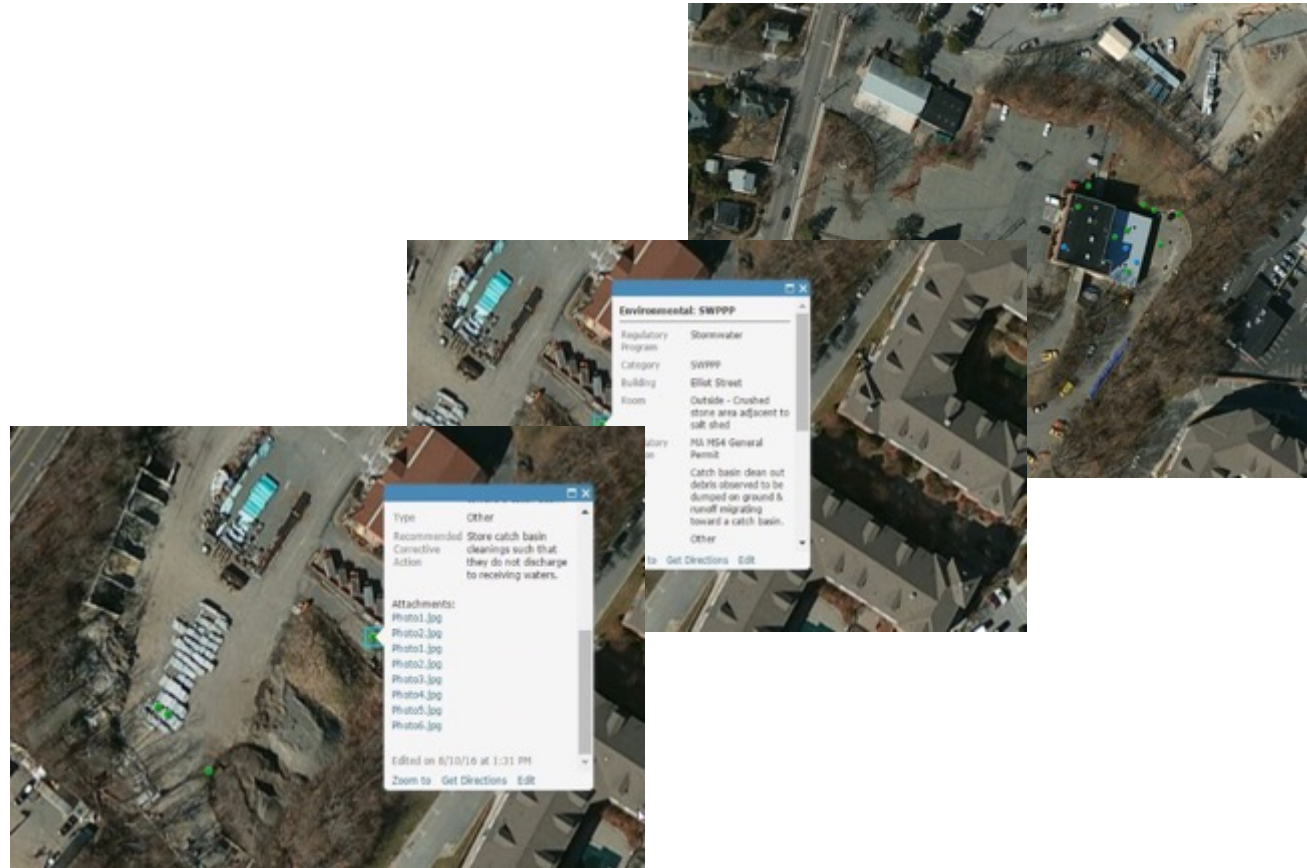 Environmental: SWPPP
Regulatory Program
Stormwater
Category
SWPPP
Building
Elliot Street
Room
Outside - Crushed
stone area adjacent to
salt shed
MA MS4 General
Permit
Catch basin clean out
debris observed to be
dumped on ground &
runoff migrating
toward a catch basin.
Other
to Get Directions Edit
Type
Other
Recommended
Corrective
Action
Store catch basin
cleanings such that
they do not discharge
to receiving waters.
Attachments:
Photo1.jpg
Photo2.jpg
Photo1.jpg
Photo2.jpg
Photo3.jpg
Photo4.jpg
Photo5.jpg
Photo6.jpg
Edited on 8/10/16 at 1:31 PM
Zoom to Get Directions Edit